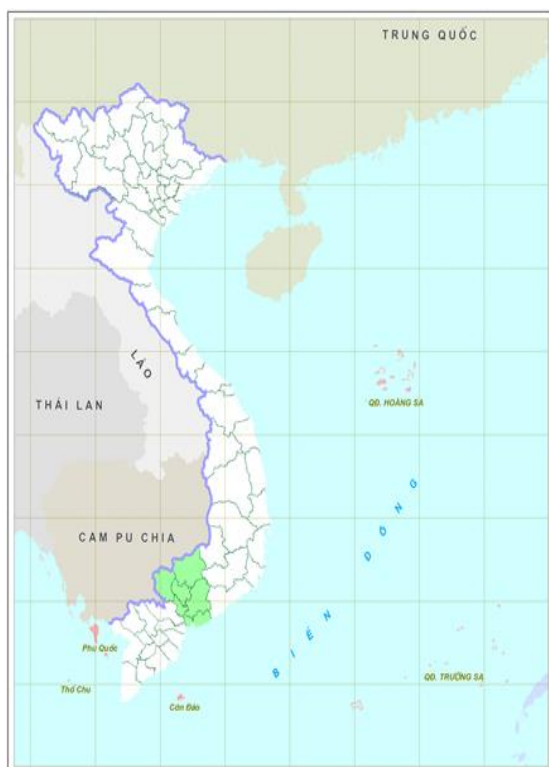 TRUNG QUỐC
LÀO
THÁI LAN
QĐ. HOÀNG SA
CAM PU CHIA
BIỂN ĐÔNG
Phú Quốc
Thổ Chu
Côn Đảo
QĐ. TRƯỜNG SA